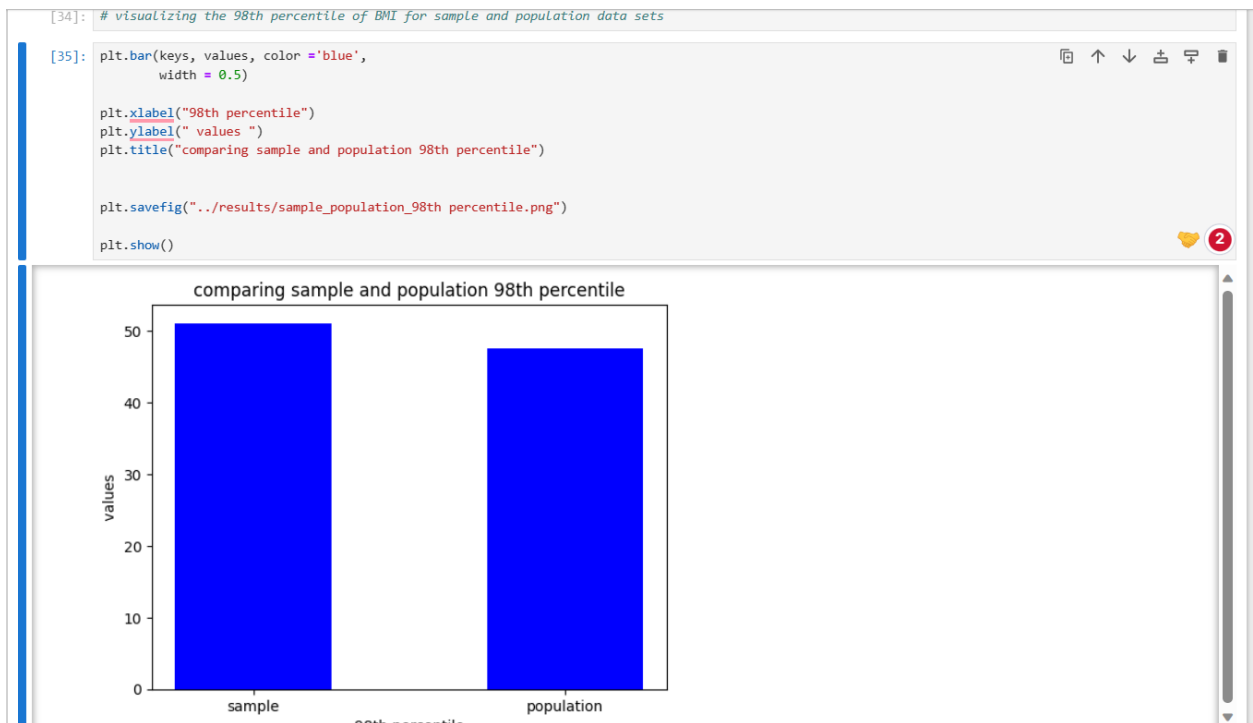 [34]: # visualizing the 98th percentile of BMI for sample and population data sets
[35]: plt.bar(keys, values, color ='blue',
width = 0.5)
plt.xlabel("98th percentile")
plt.ylabel(" values ")
plt.title("comparing sample and population 98th percentile")
plt.savefig("../results/sample_population_98th percentile.png")
plt.show()
2
comparing sample and population 98th percentile
50
40
30
20
10
0
values
sample population
98th percentile